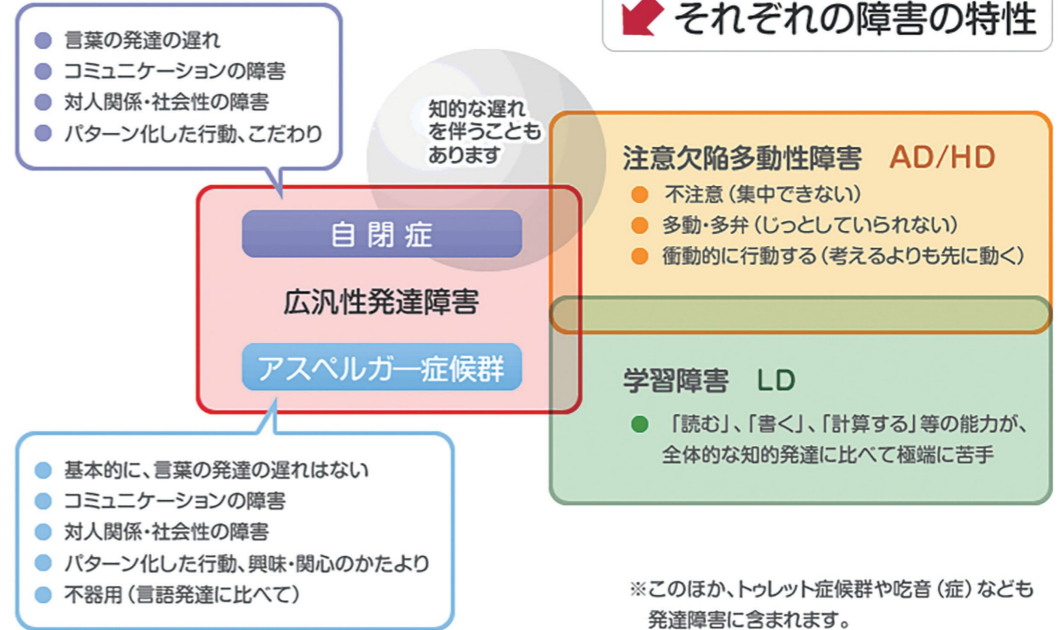 それぞれの障害の特性
● 言葉の発達の遅れ
● コミュニケーションの障害
● 対人関係・社会性の障害
● パターン化した行動、こだわり
知的な遅れ
を伴うことも
あります
自閉症
広汎性発達障害
アスペルガー症候群
● 基本的に、言葉の発達の遅れはない
● コミュニケーションの障害
● 対人関係・社会性の障害
● パターン化した行動、興味・関心のかたより
● 不器用（言語発達に比べて）
注意欠陥多動性障害 AD/HD
● 不注意（集中できない）
● 多動・多弁（じっとしていられない）
● 衝動的に行動する（考えるよりも先に動く）
学習障害 LD
● 「読む」、「書く」、「計算する」等の能力が、
全体的な知的発達に比べて極端に苦手
※このほか、トゥレット症候群や吃音（症）なども
発達障害に含まれます。